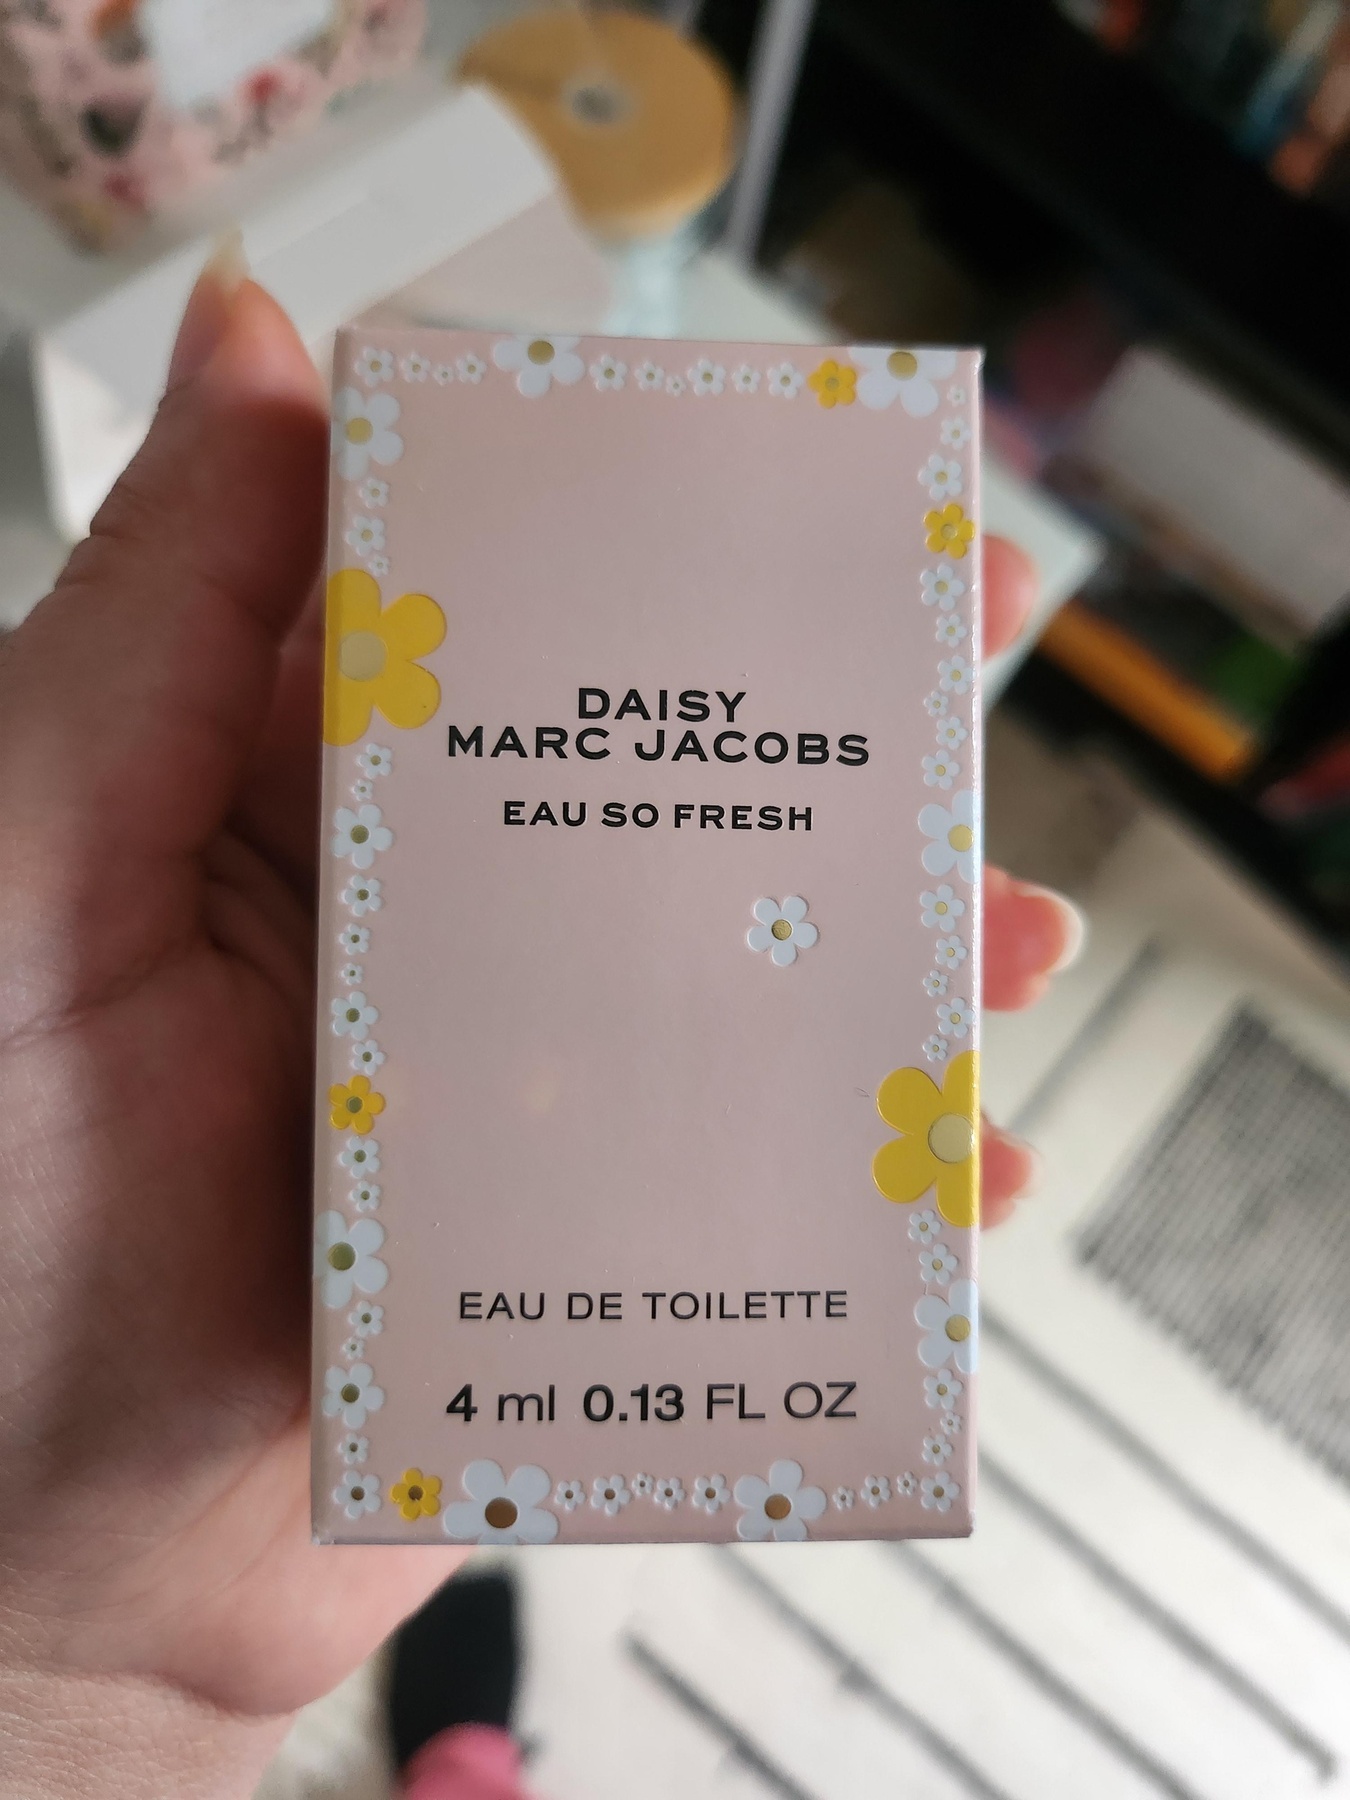 DAISY
MARC JACOBS
EAU SO FRESH
EAU DE TOILETTE
4 ml 0.13 FL OZ